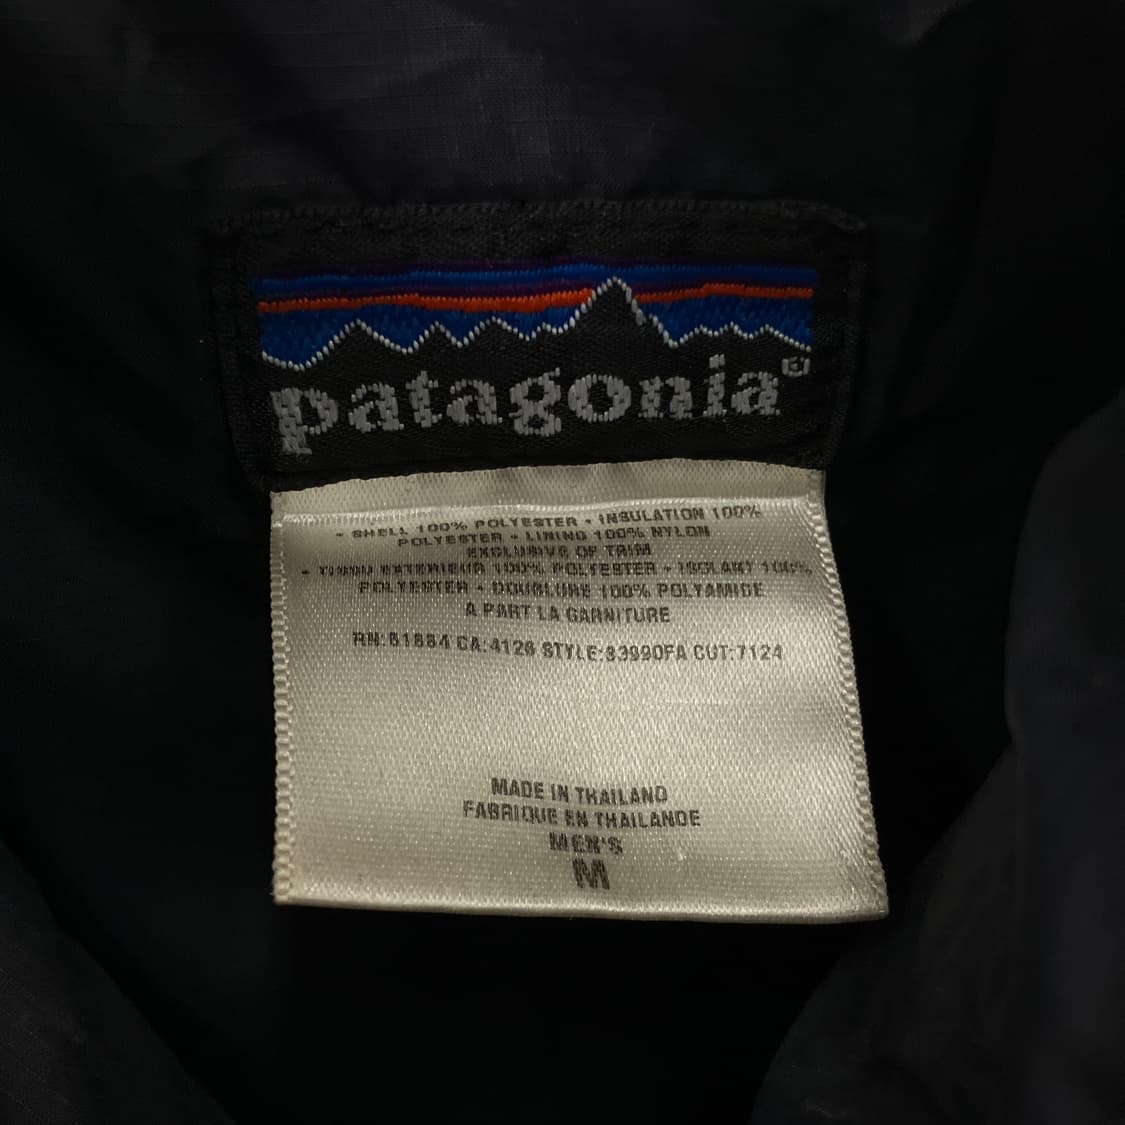 patagonia®
- SHELL 100% POLYESTER - INSULATION 100%
POLYESTER - LINING 100% NYLON
EXCLUSIVE OF TRIM
- TISSU EXTERIEUR 100% POLYESTER - ISOLANT 100%
POLYESTER - DOUBLURE 100% POLYAMIDE
A PART LA GARNITURE
RN:51884 CA:4126 STYLE:83990FA CUT:7124
MADE IN THAILAND
FABRIQUE EN THAILANDE
MEN'S
M